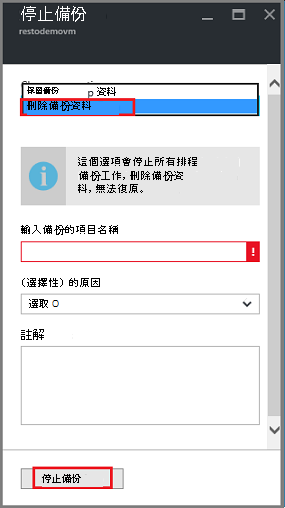 停止備份
restodemovm
保留備份 p 資料
刪除備份資料
這個選項會停止所有排程
備份工作，刪除備份資
料，無法復原。
輸入備份的項目名稱
!
(選擇性) 的原因
選取 O
註解
停止備份